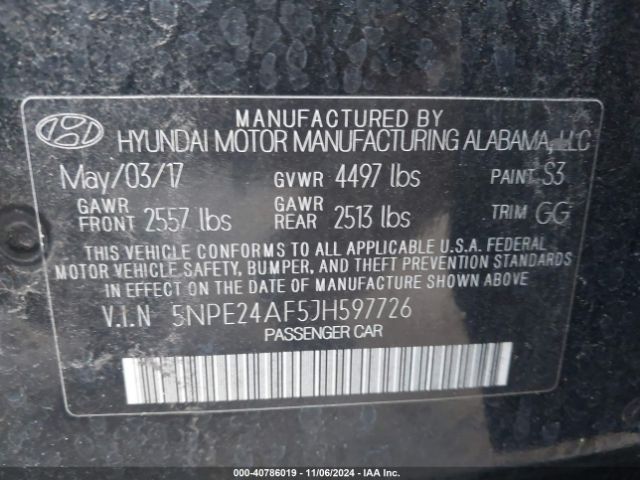 MANUFACTURED BY
HYUNDAI MOTOR MANUFACTURING ALABAMA, LLC
May/03/17 GVWR 4497 lbs PAINT S3
GAWR FRONT 2557 lbs GAWR REAR 2513 lbs TRIM GG
THIS VEHICLE CONFORMS TO ALL APPLICABLE U.S.A. FEDERAL
MOTOR VEHICLE SAFETY, BUMPER, AND THEFT PREVENTION STANDARDS
IN EFFECT ON THE DATE OF MANUFACTURE SHOWN ABOVE.
V.I.N 5NPE24AF5JH597726
PASSENGER CAR
000-40786019 - 11/06/2024 - IAA Inc.